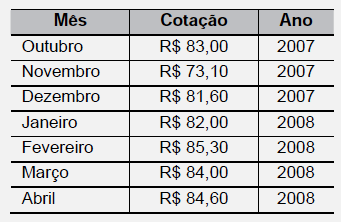 Mês Cotação Ano
Outubro R$ 83,00 2007
Novembro R$ 73,10 2007
Dezembro R$ 81,60 2007
Janeiro R$ 82,00 2008
Fevereiro R$ 85,30 2008
Março R$ 84,00 2008
Abril R$ 84,60 2008